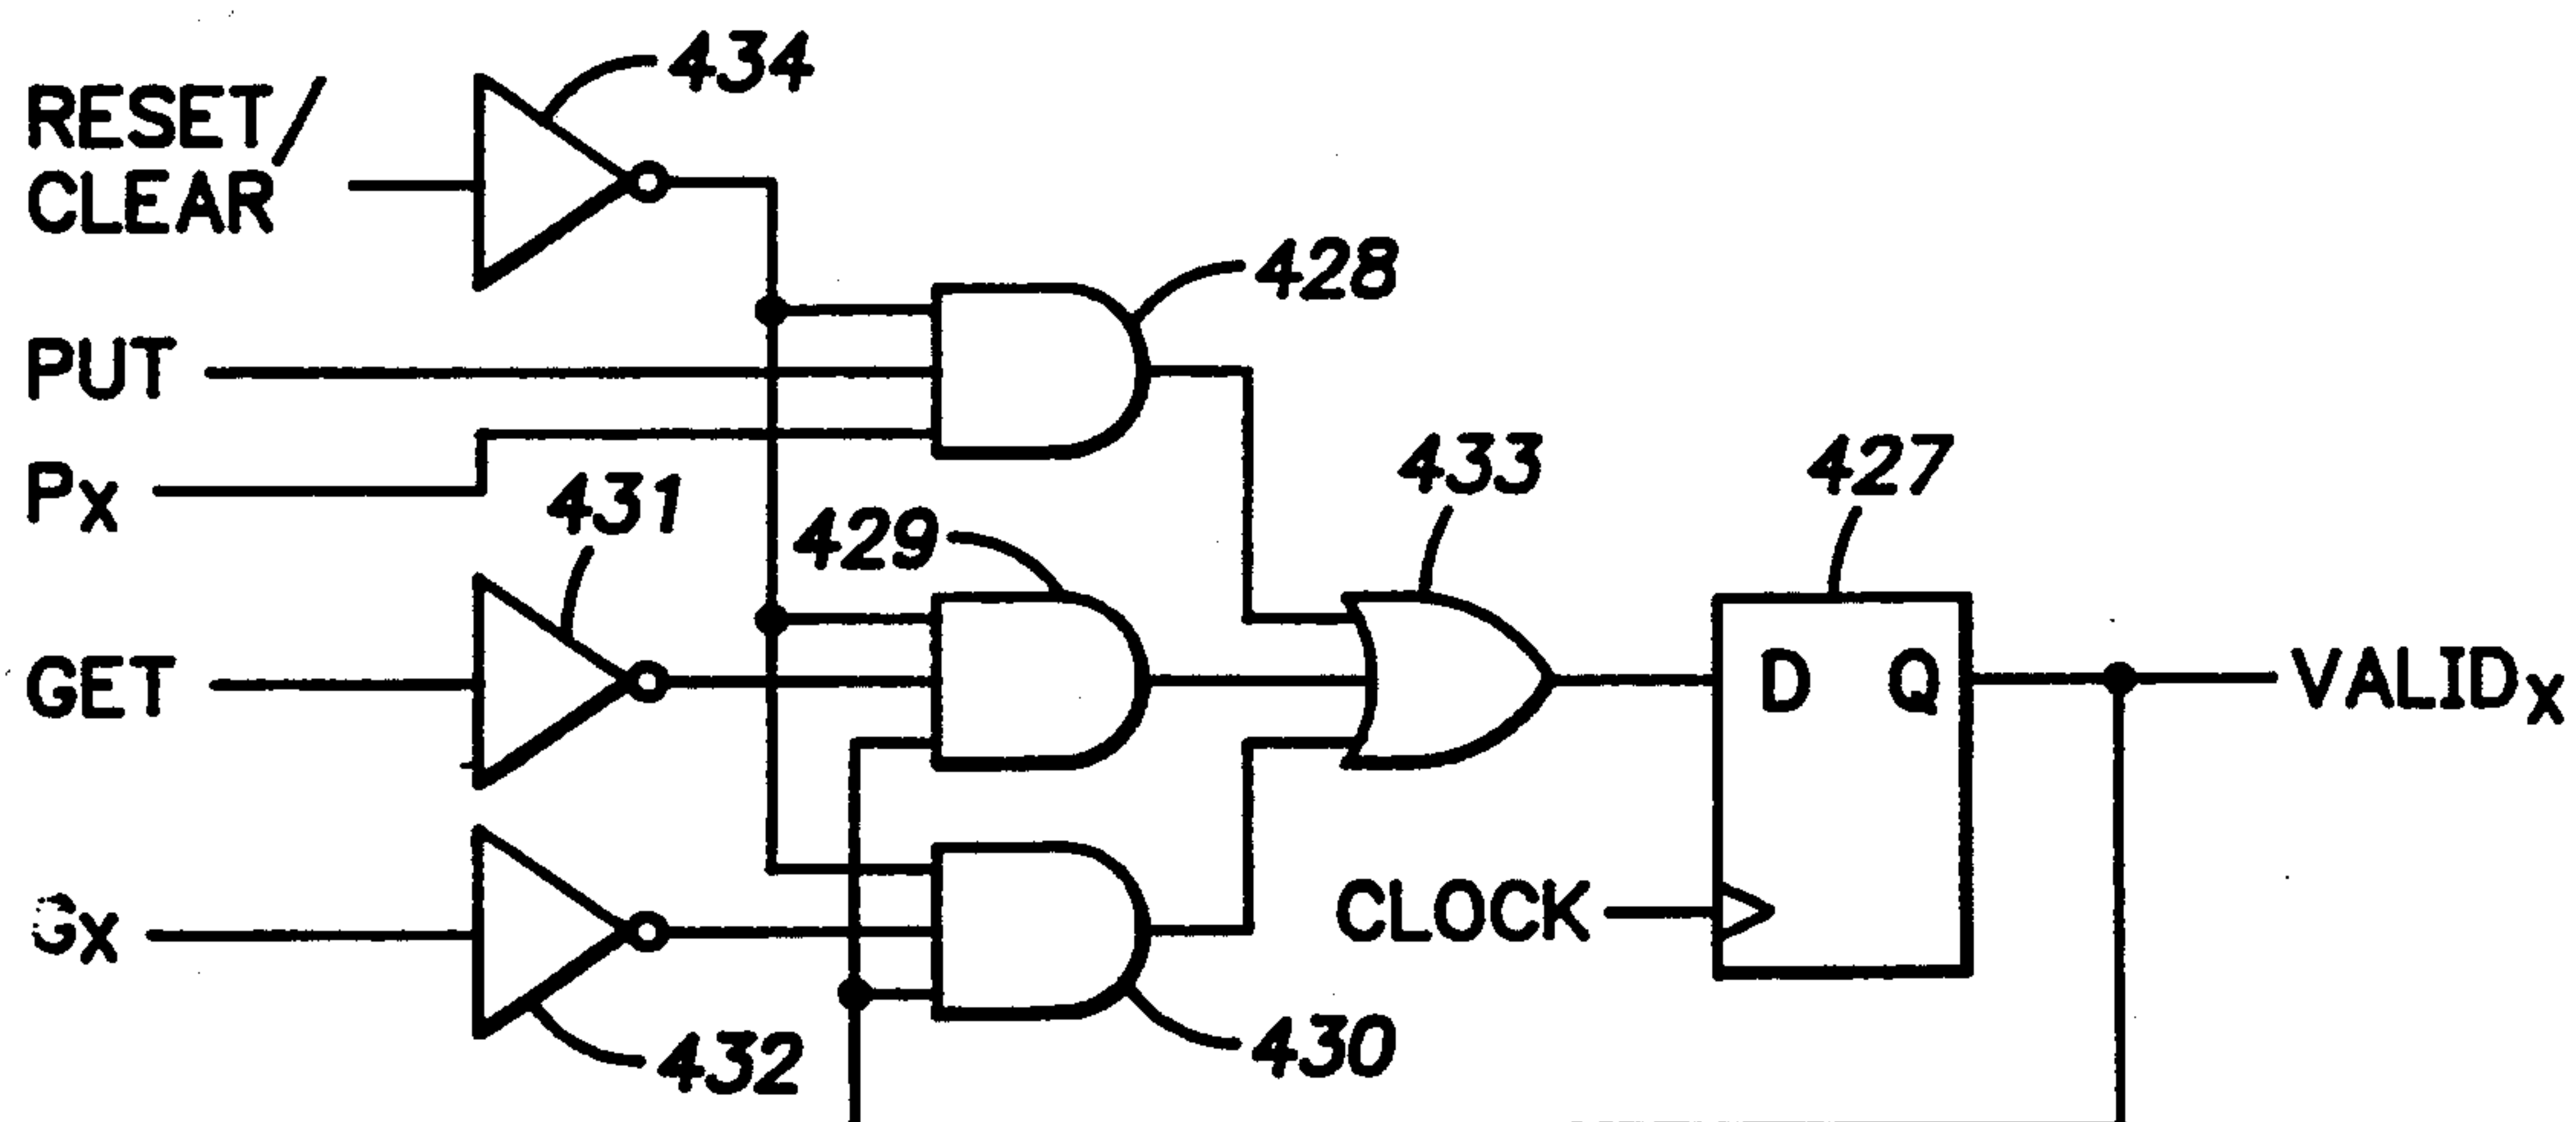 434
RESET/
CLEAR
428
PUT
433
427
PX
431
429
D Q
VALIDX
GET
CLOCK
GX
432
430